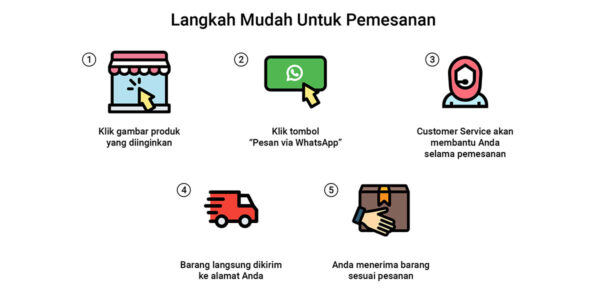 Langkah Mudah Untuk Pemesanan
1
Klik gambar produk
yang diinginkan
2
Klik tombol
“Pesan via WhatsApp”
3
Customer Service akan
membantu Anda
selama pemesanan
4
Barang langsung dikirim
ke alamat Anda
5
Anda menerima barang
sesuai pesanan